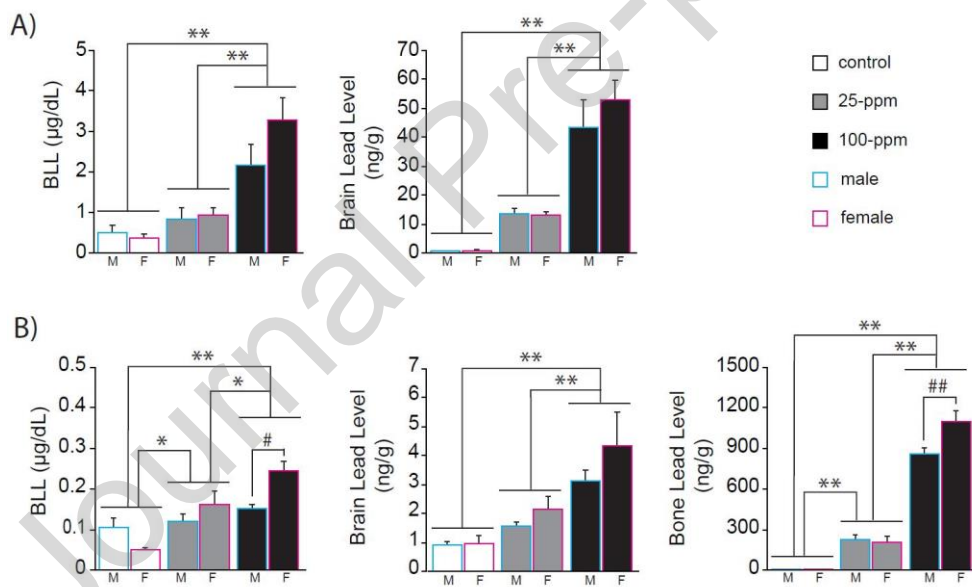 A)
BLL (µg/dL)
5
4
3
2
1
0
**
**
M F M F M F
Brain Lead Level
(ng/g)
70
60
50
40
30
20
10
0
**
**
M F M F M F
control
25-ppm
100-ppm
male
female
Journal Pre-p
B)
BLL (µg/dL)
0.5
0.4
0.3
0.2
0.1
0
**
*
*
#
M F M F M F
Brain Lead Level
(ng/g)
7
6
5
4
3
2
1
0
**
**
M F M F M F
Bone Lead Level
(ng/g)
1500
1200
900
600
300
0
**
**
##
**
M F M F M F